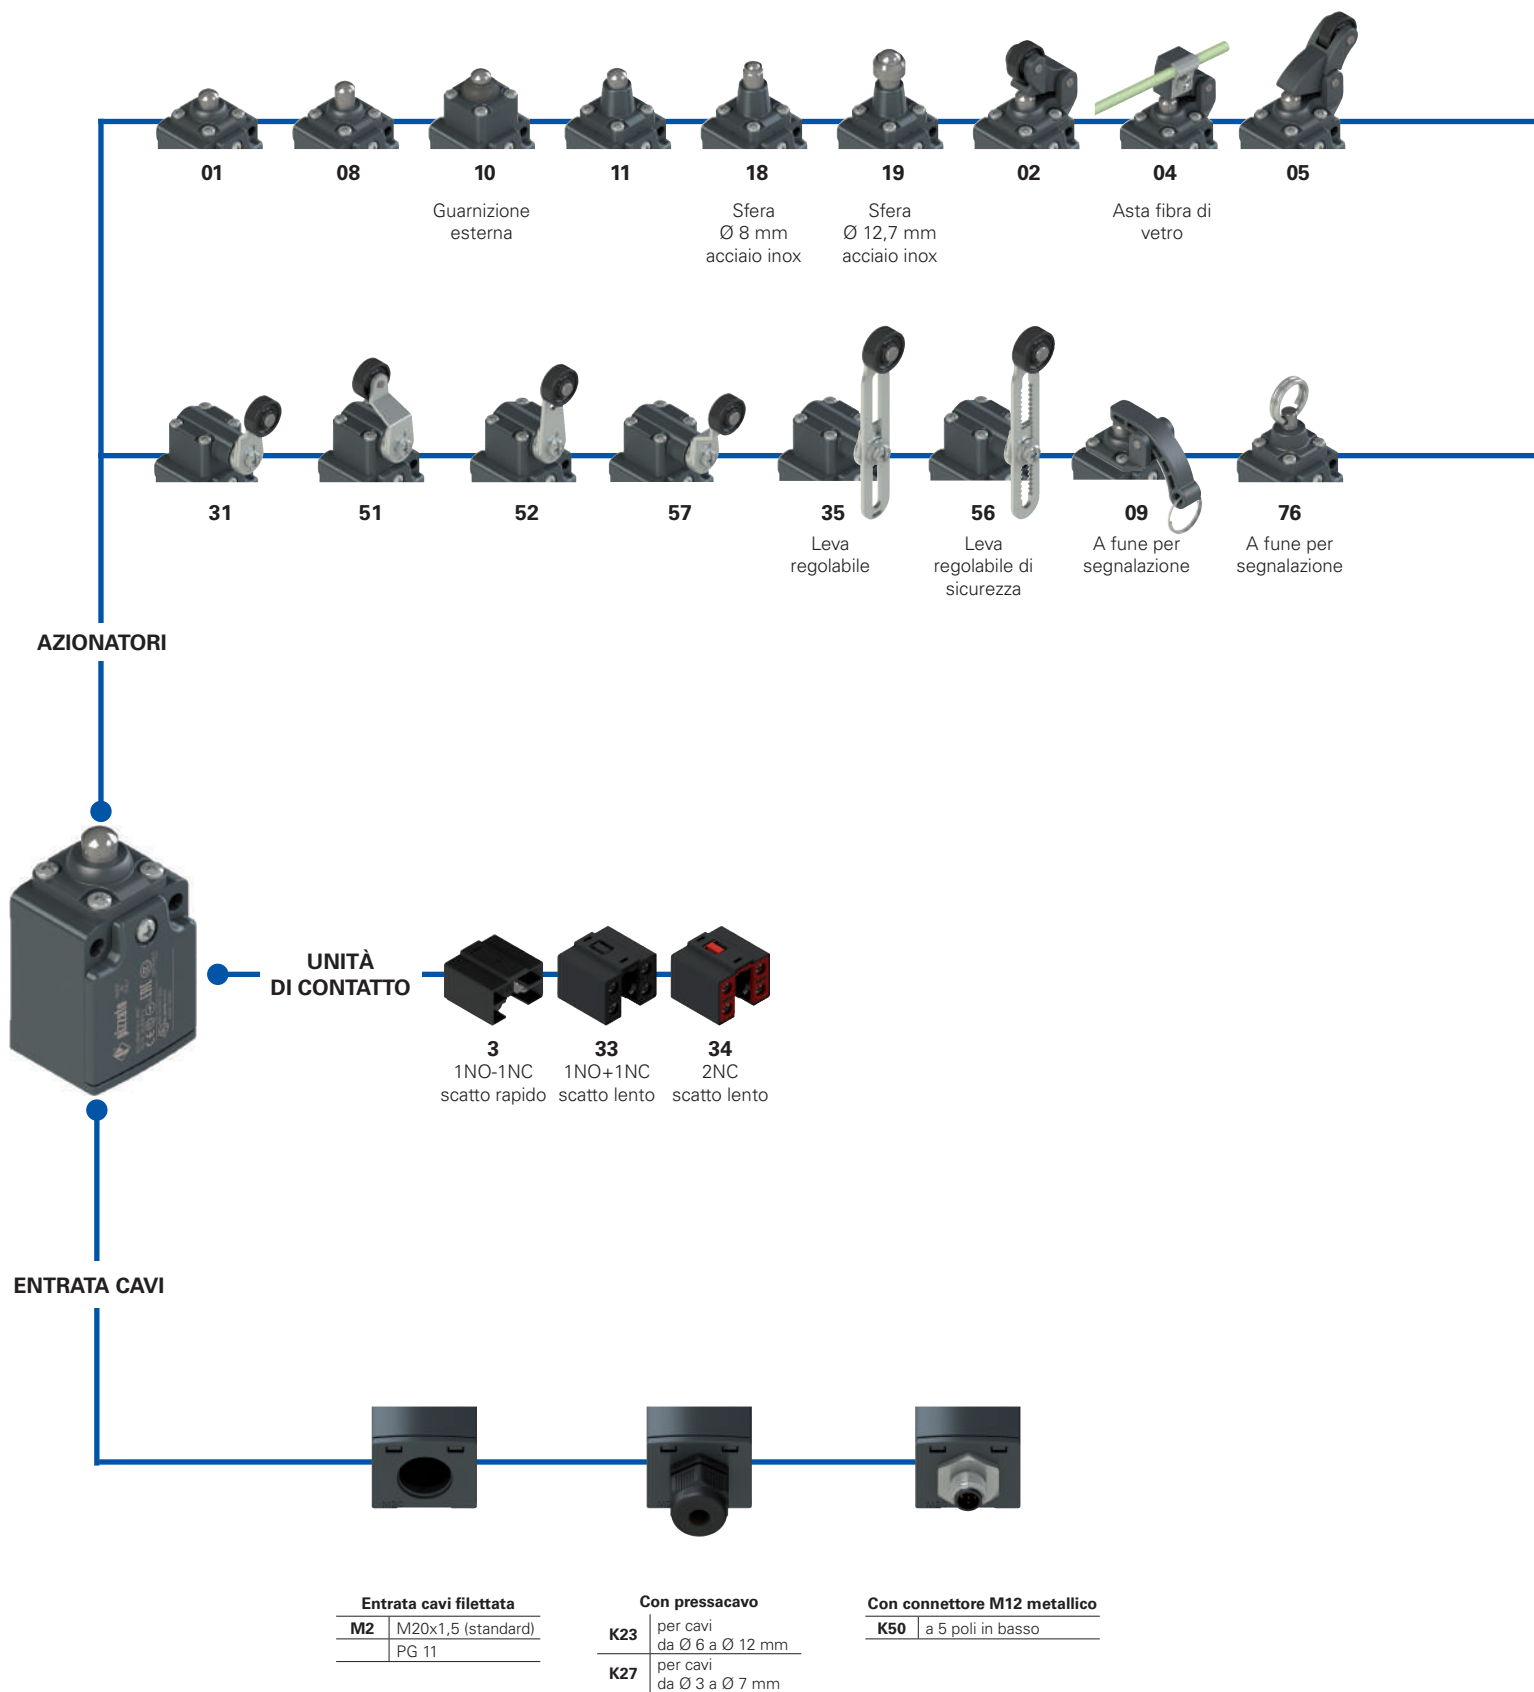 01 08 10 11 18 19 02 04 05
Guarnizione
esterna
Sfera
Ø 8 mm
acciaio inox
Sfera
Ø 12,7 mm
acciaio inox
Asta fibra di
vetro
31 51 52 57 35 56 09 76
Leva
regolabile
Leva
regolabile di
sicurezza
A fune per
segnalazione
A fune per
segnalazione
AZIONATORI
pizzato
UNITÀ
DI CONTATTO
3
1NO-1NC
scatto rapido
33
1NO+1NC
scatto lento
34
2NC
scatto lento
ENTRATA CAVI
Entrata cavi filettata
M2 M20x1,5 (standard)
PG 11
Con pressacavo
K23 per cavi
da Ø 6 a Ø 12 mm
K27 per cavi
da Ø 3 a Ø 7 mm
Con connettore M12 metallico
K50 a 5 poli in basso